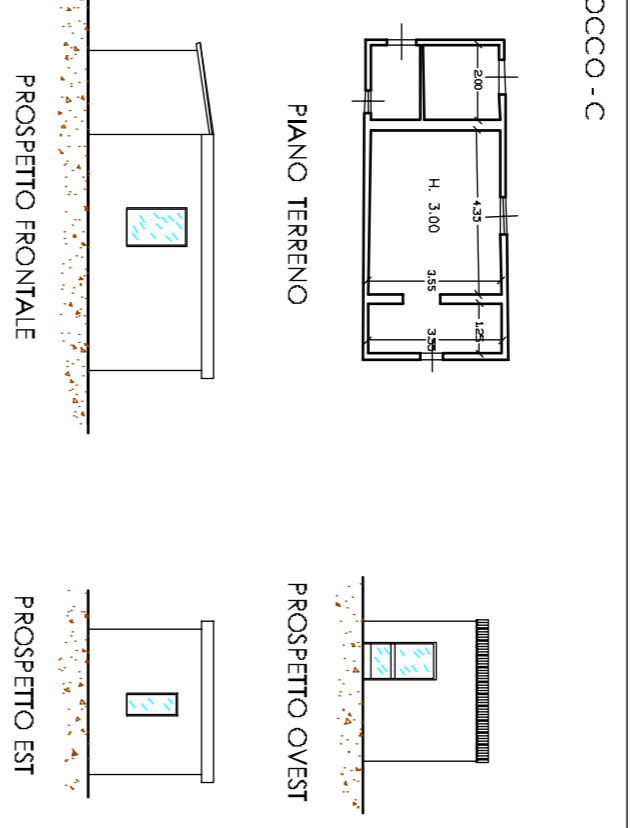 OCCO - C
2.00
4.35
H. 3.00
3.55
1.25
3.55
PIANO TERRENO
PROSPETTO FRONTALE
PROSPETTO OVEST
PROSPETTO EST